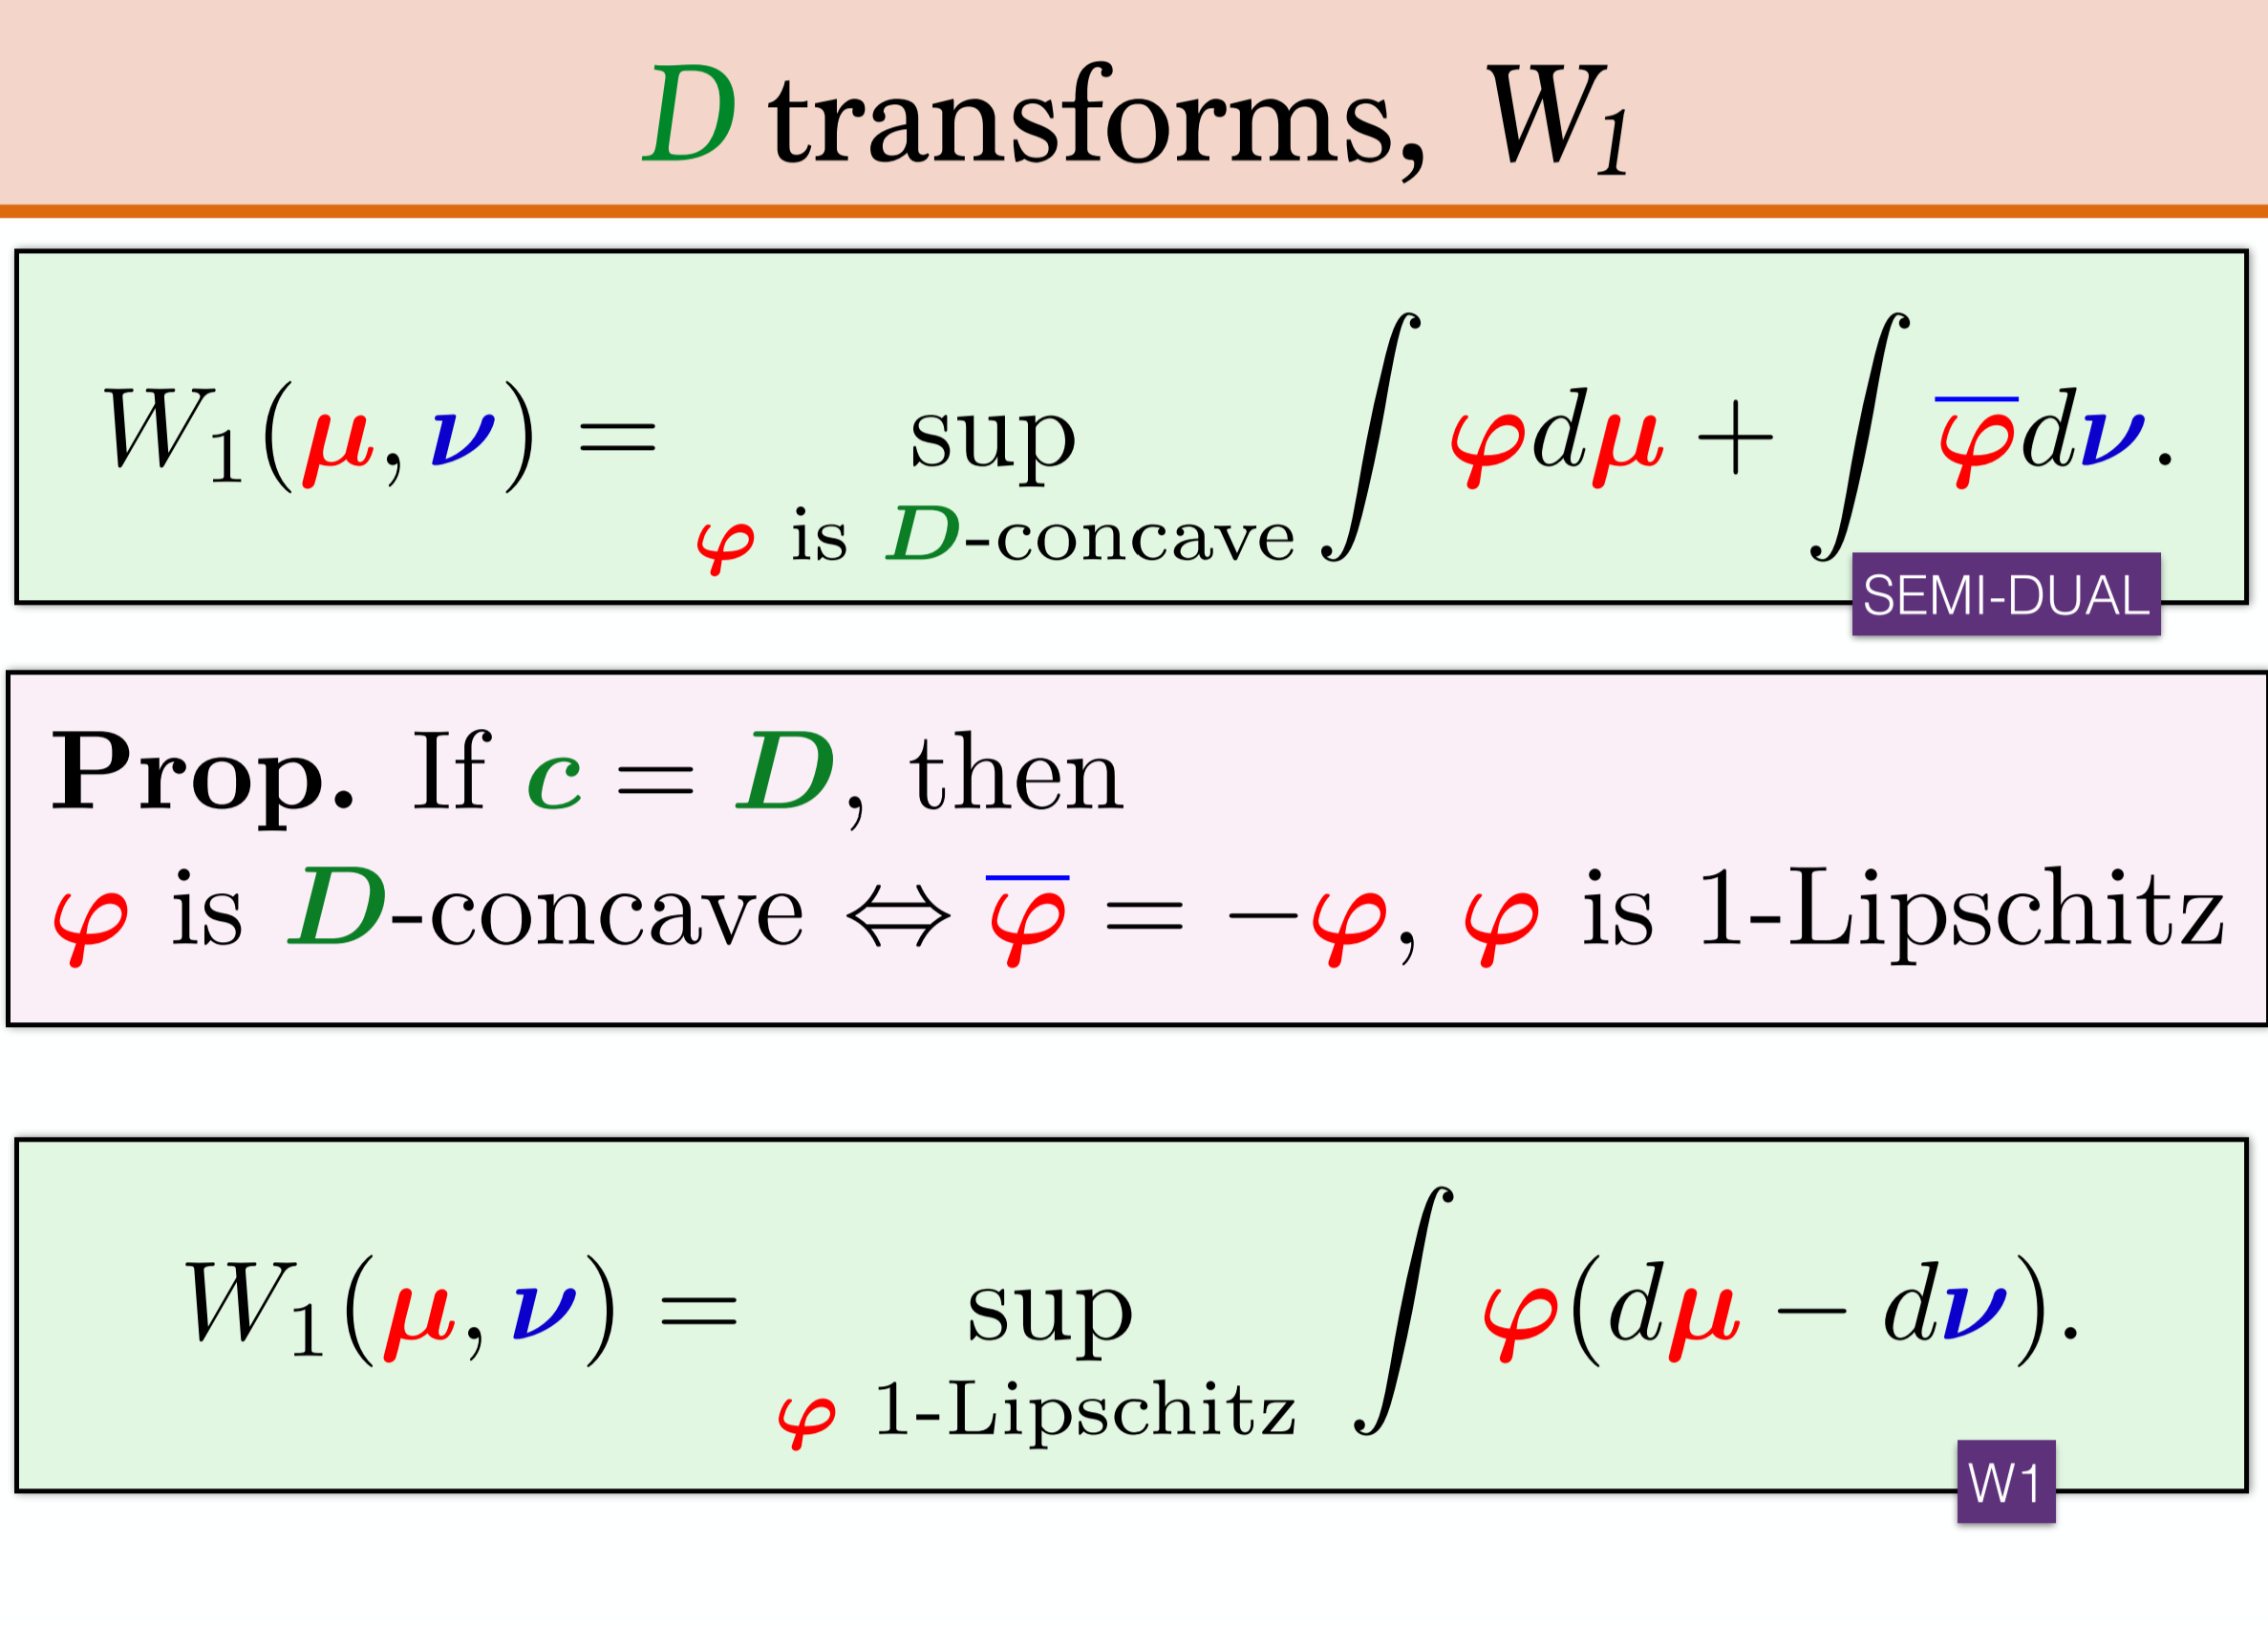 D transforms, W₁
W₁(μ, ν) = sup ∫ φdμ + ∫ φ̅dν.
φ is D-concave
SEMI-DUAL
Prop. If c = D, then
φ is D-concave ⇔ φ̅ = −φ, φ is 1-Lipschitz
W₁(μ, ν) = sup ∫ φ(dμ − dν).
φ 1-Lipschitz
W1